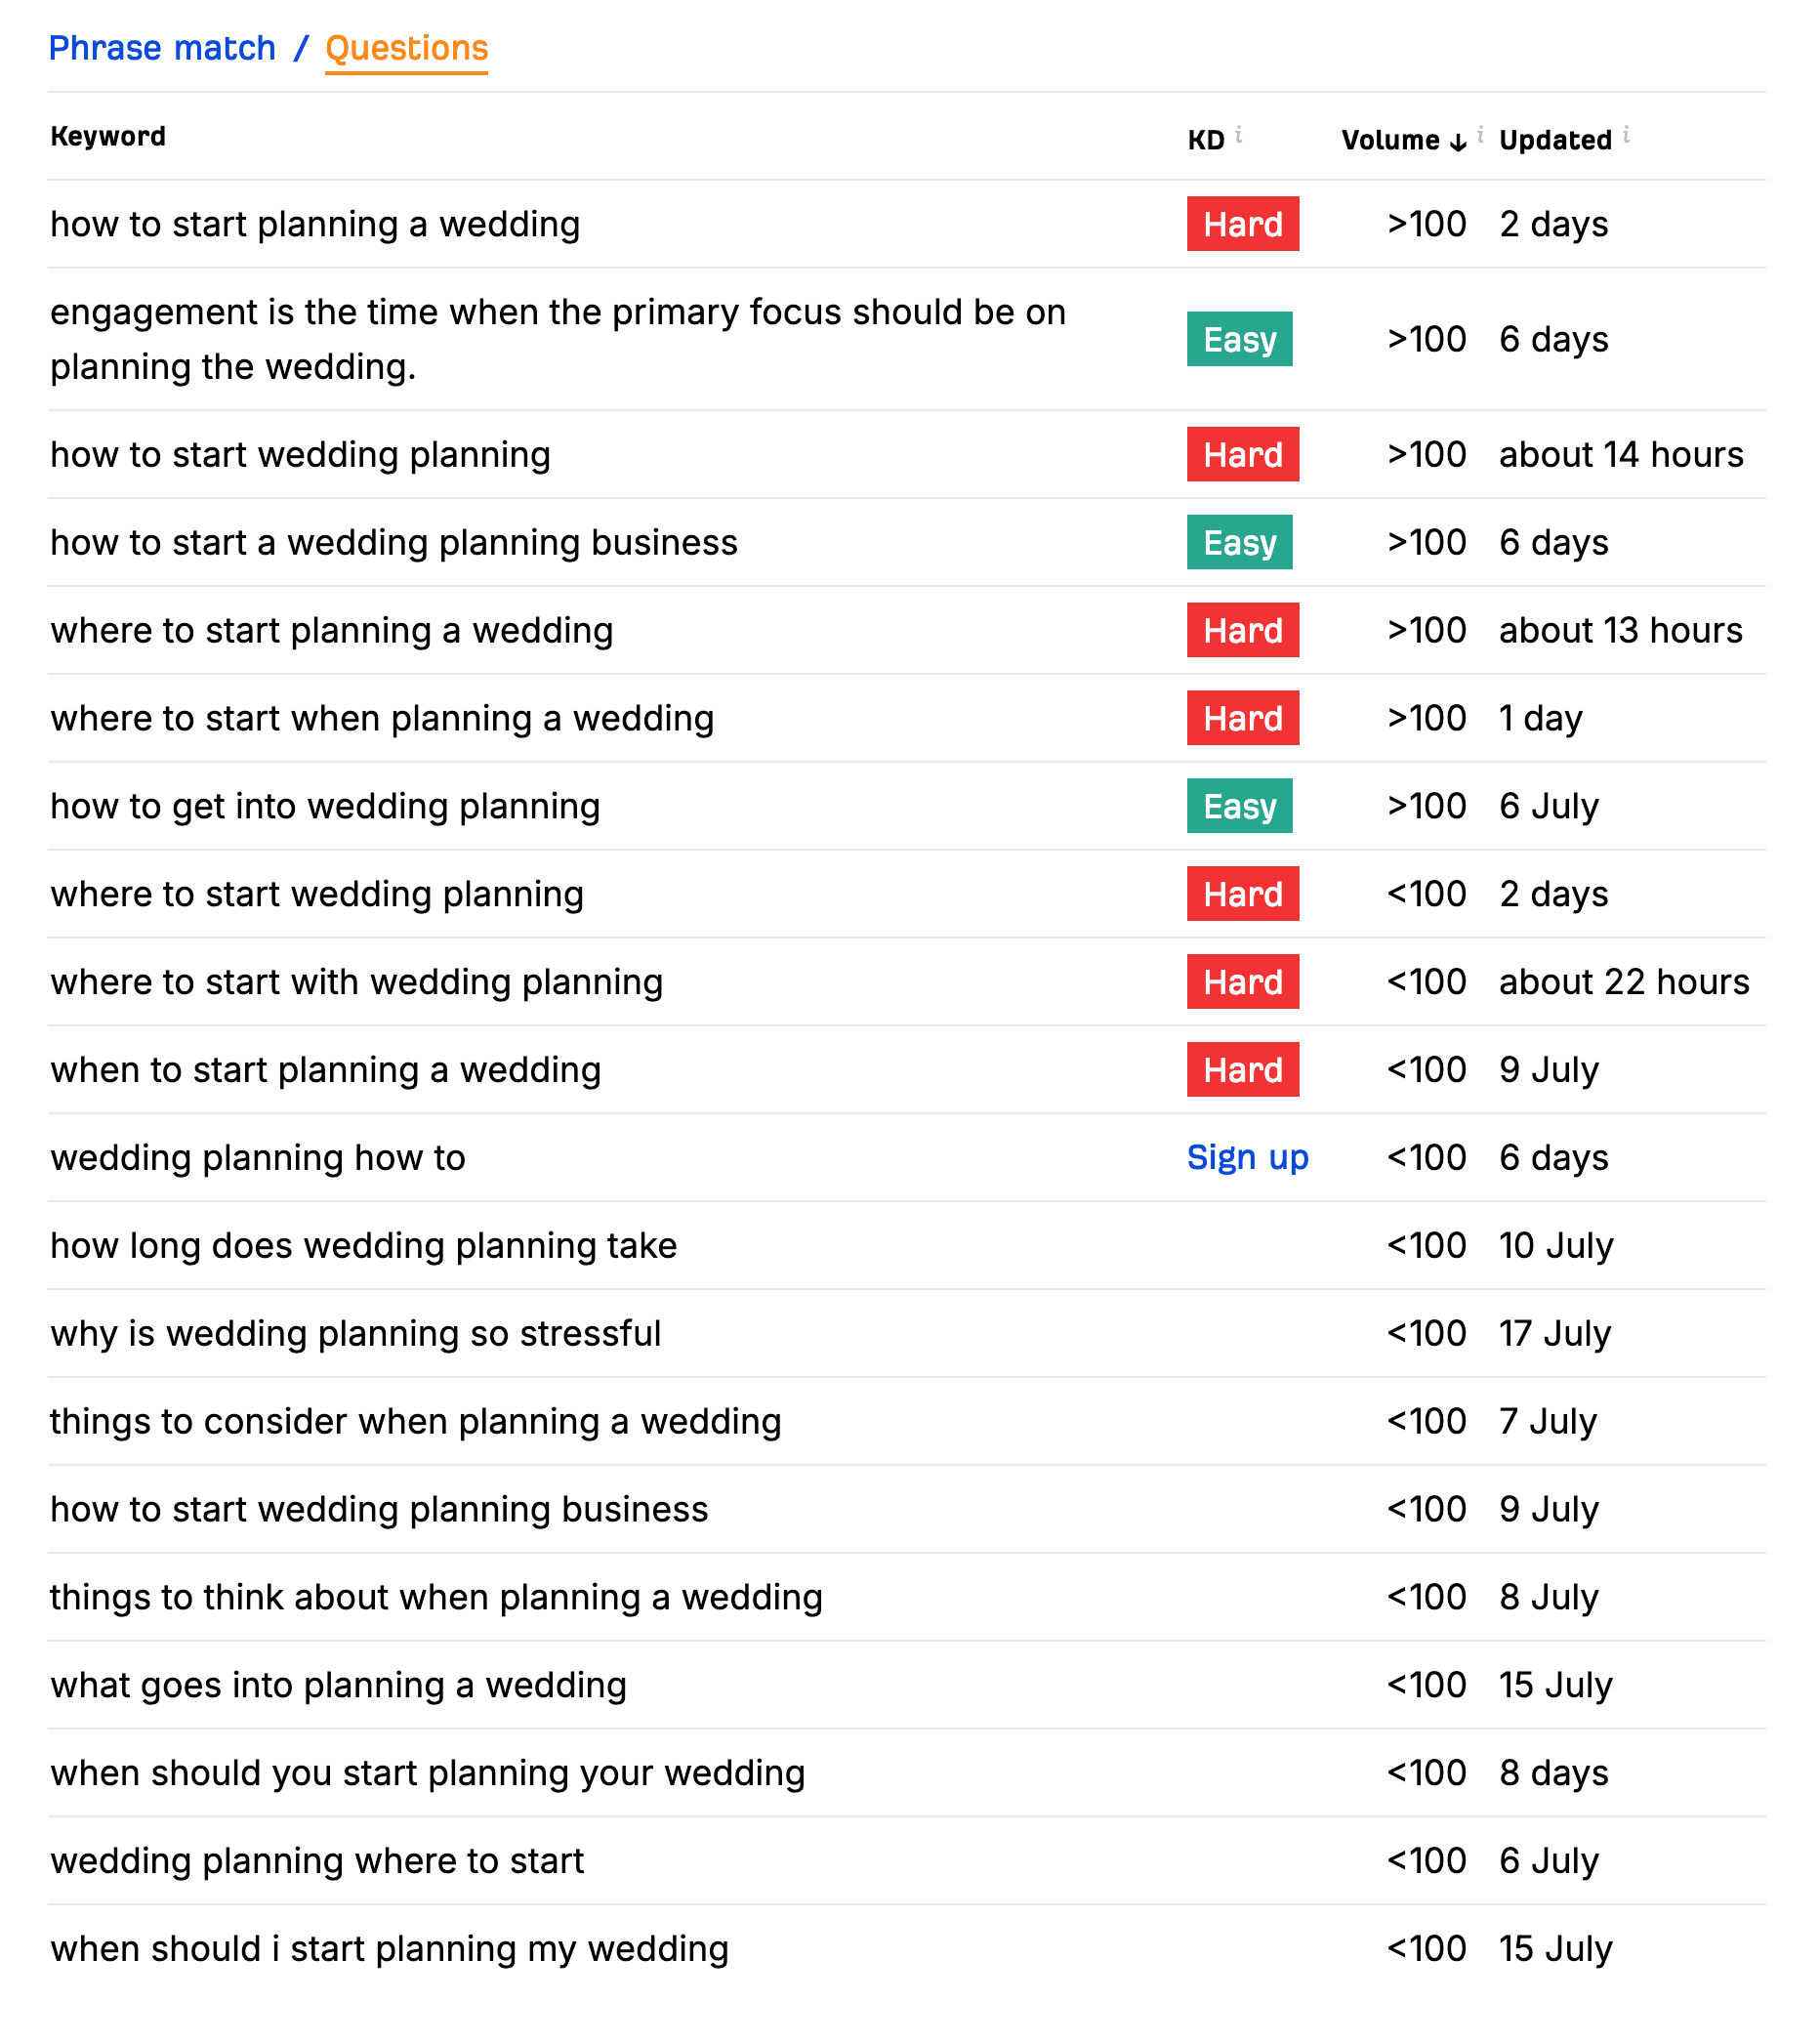 Phrase match / Questions
Keyword KD i Volume ↓ i Updated i
how to start planning a wedding Hard >100 2 days
engagement is the time when the primary focus should be on
planning the wedding. Easy >100 6 days
how to start wedding planning Hard >100 about 14 hours
how to start a wedding planning business Easy >100 6 days
where to start planning a wedding Hard >100 about 13 hours
where to start when planning a wedding Hard >100 1 day
how to get into wedding planning Easy >100 6 July
where to start wedding planning Hard <100 2 days
where to start with wedding planning Hard <100 about 22 hours
when to start planning a wedding Hard <100 9 July
wedding planning how to Sign up <100 6 days
how long does wedding planning take <100 10 July
why is wedding planning so stressful <100 17 July
things to consider when planning a wedding <100 7 July
how to start wedding planning business <100 9 July
things to think about when planning a wedding <100 8 July
what goes into planning a wedding <100 15 July
when should you start planning your wedding <100 8 days
wedding planning where to start <100 6 July
when should i start planning my wedding <100 15 July